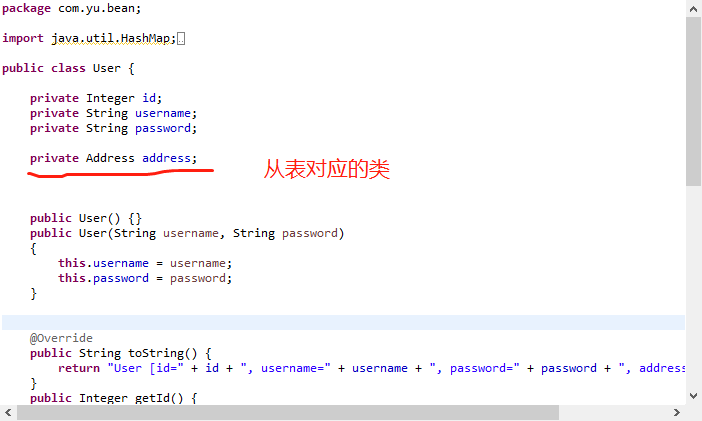 package com.yu.bean;
import java.util.HashMap;
public class User {
private Integer id;
private String username;
private String password;
private Address address;
从表对应的类
public User() {}
public User(String username, String password)
{
this.username = username;
this.password = password;
}
@Override
public String toString() {
return "User [id=" + id + ", username=" + username + ", password=" + password + ", address
}
public Integer getId() {